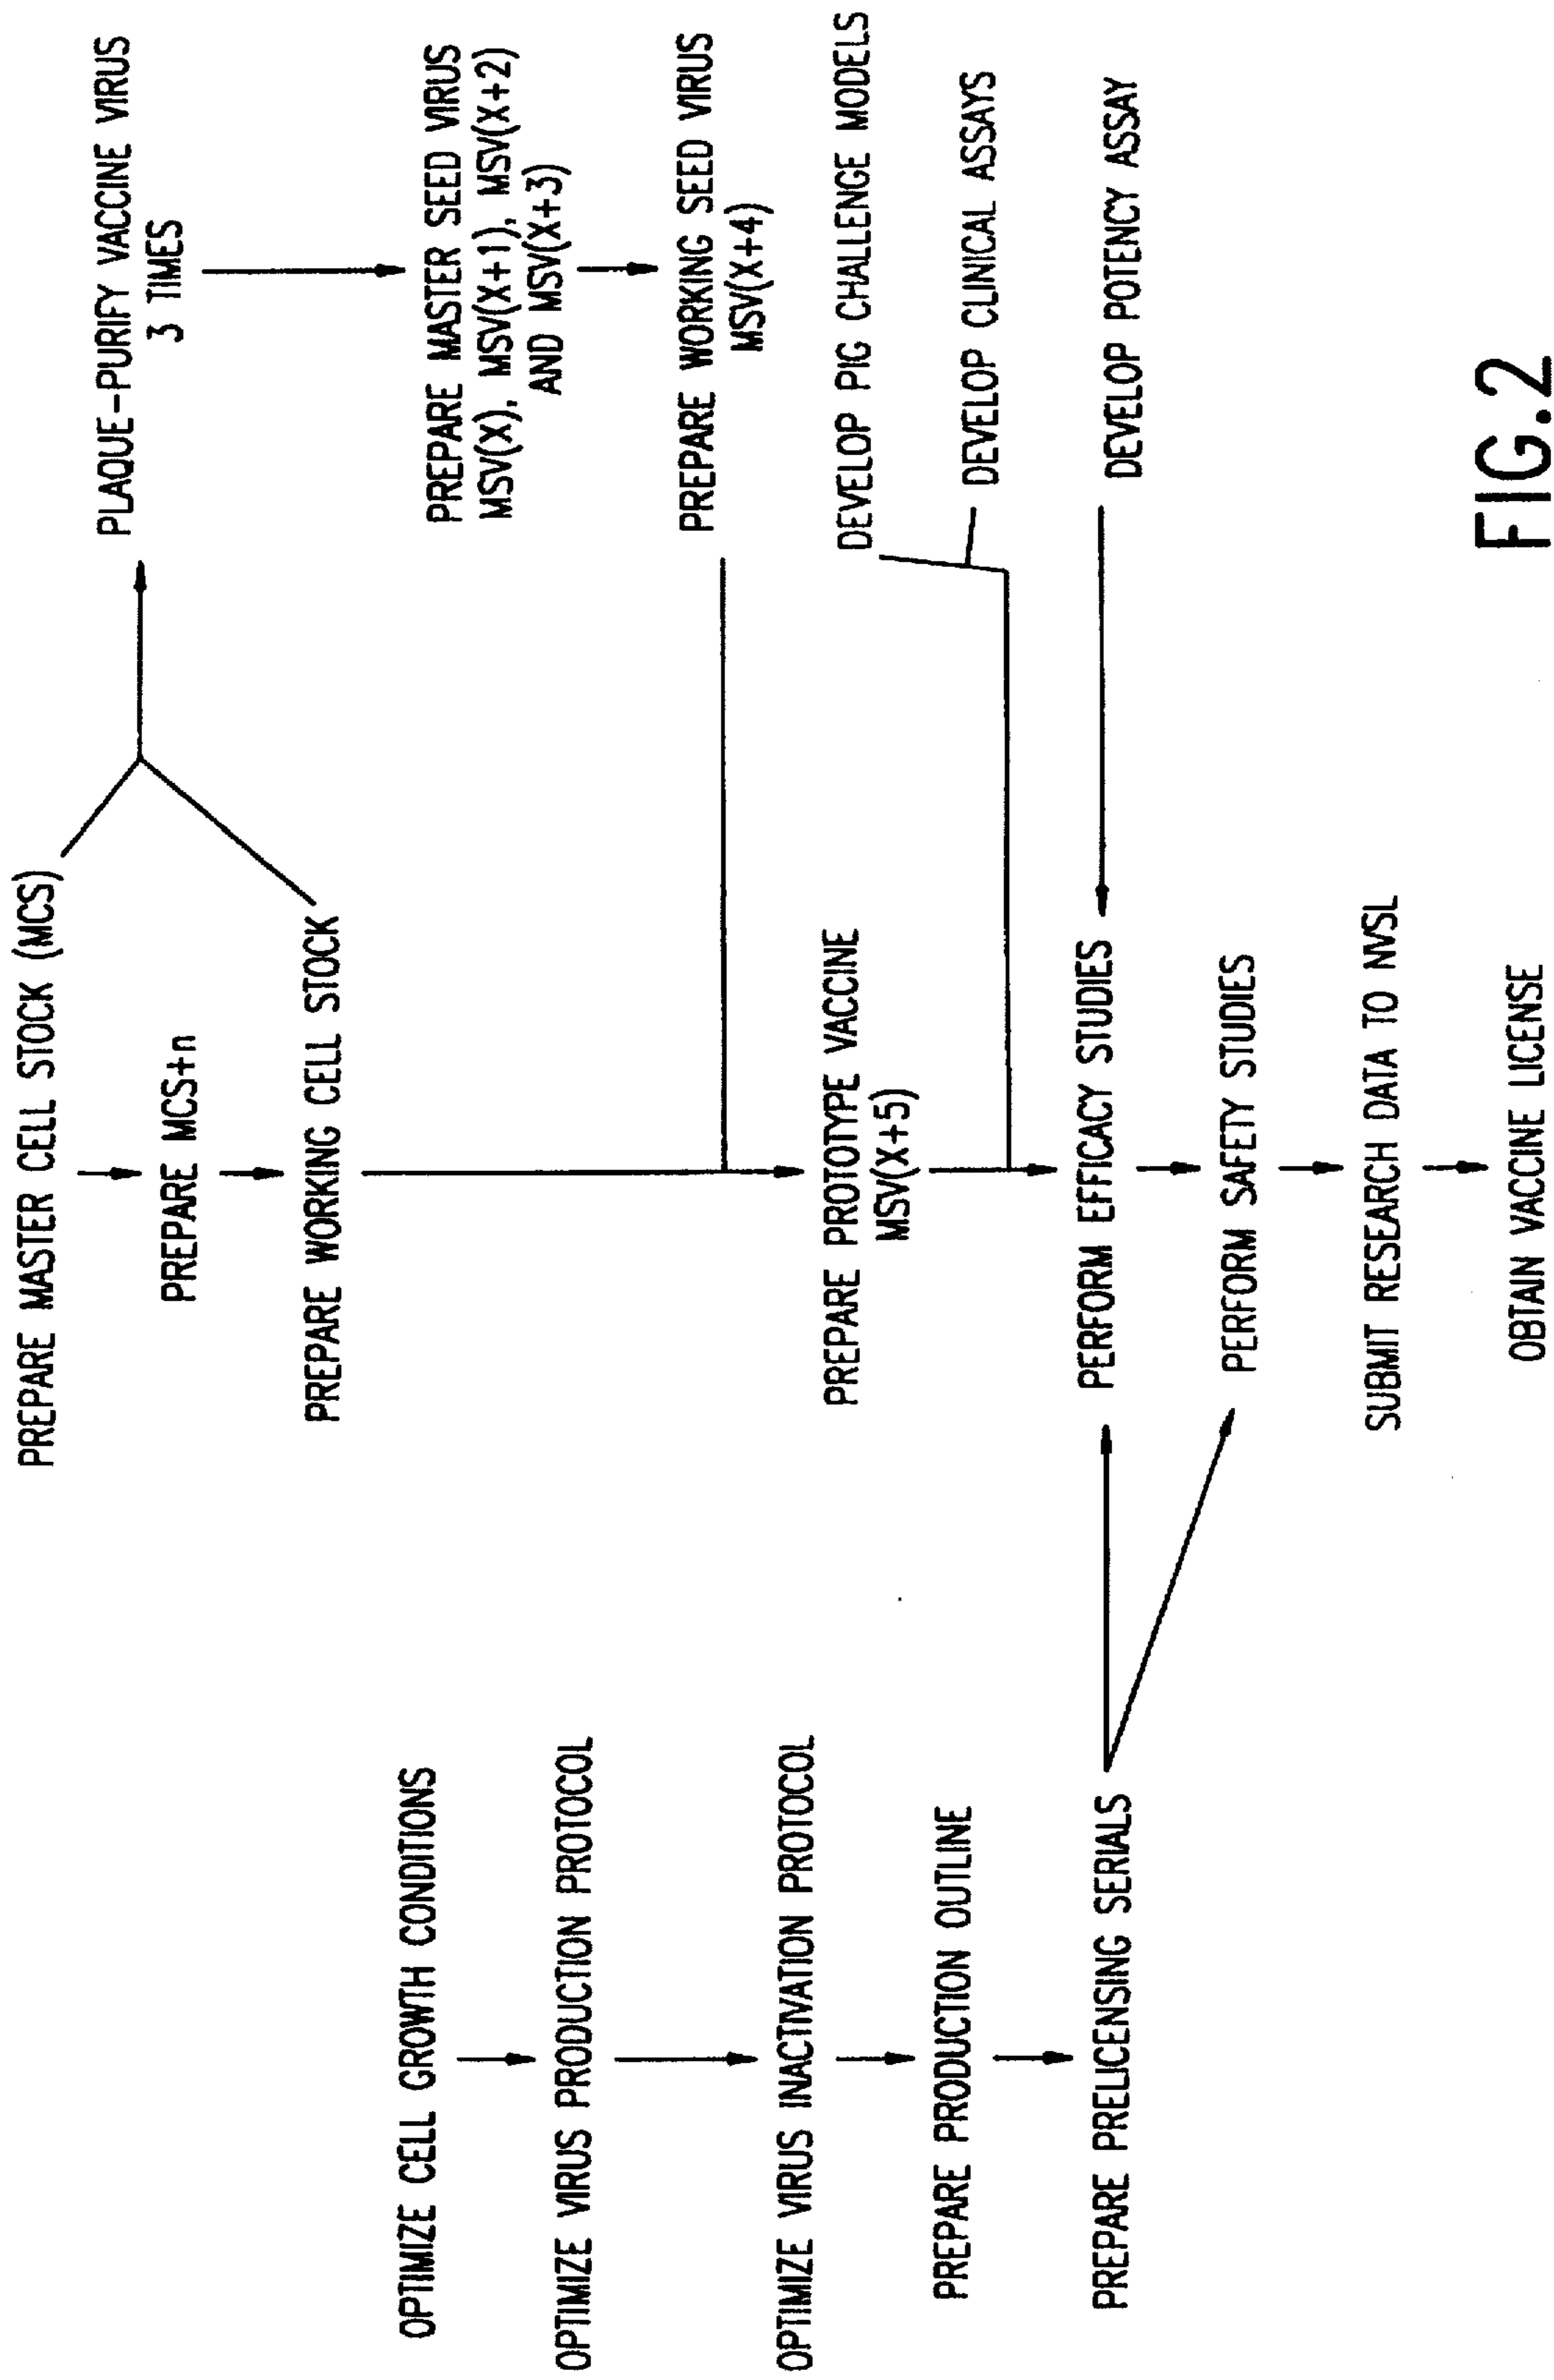 PREPARE MASTER CELL STOCK (MCS)
PREPARE MCS+n
PREPARE WORKING CELL STOCK
PLAQUE-PURIFY VACCINE VIRUS
3 TIMES
PREPARE MASTER SEED VIRUS
MSV(X), MSV(X+1), MSV(X+2)
AND MSV(X+3)
PREPARE WORKING SEED VIRUS
MSV(X+4)
OPTIMIZE CELL GROWTH CONDITIONS
OPTIMIZE VIRUS PRODUCTION PROTOCOL
OPTIMIZE VIRUS INACTIVATION PROTOCOL
PREPARE PRODUCTION OUTLINE
PREPARE PRELICENSING SERIALS
PREPARE PROTOTYPE VACCINE
MSV(X+5)
DEVELOP PIG CHALLENGE MODELS
DEVELOP CLINICAL ASSAYS
DEVELOP POTENCY ASSAY
PERFORM EFFICACY STUDIES
PERFORM SAFETY STUDIES
SUBMIT RESEARCH DATA TO NVSL
OBTAIN VACCINE LICENSE
FIG.2